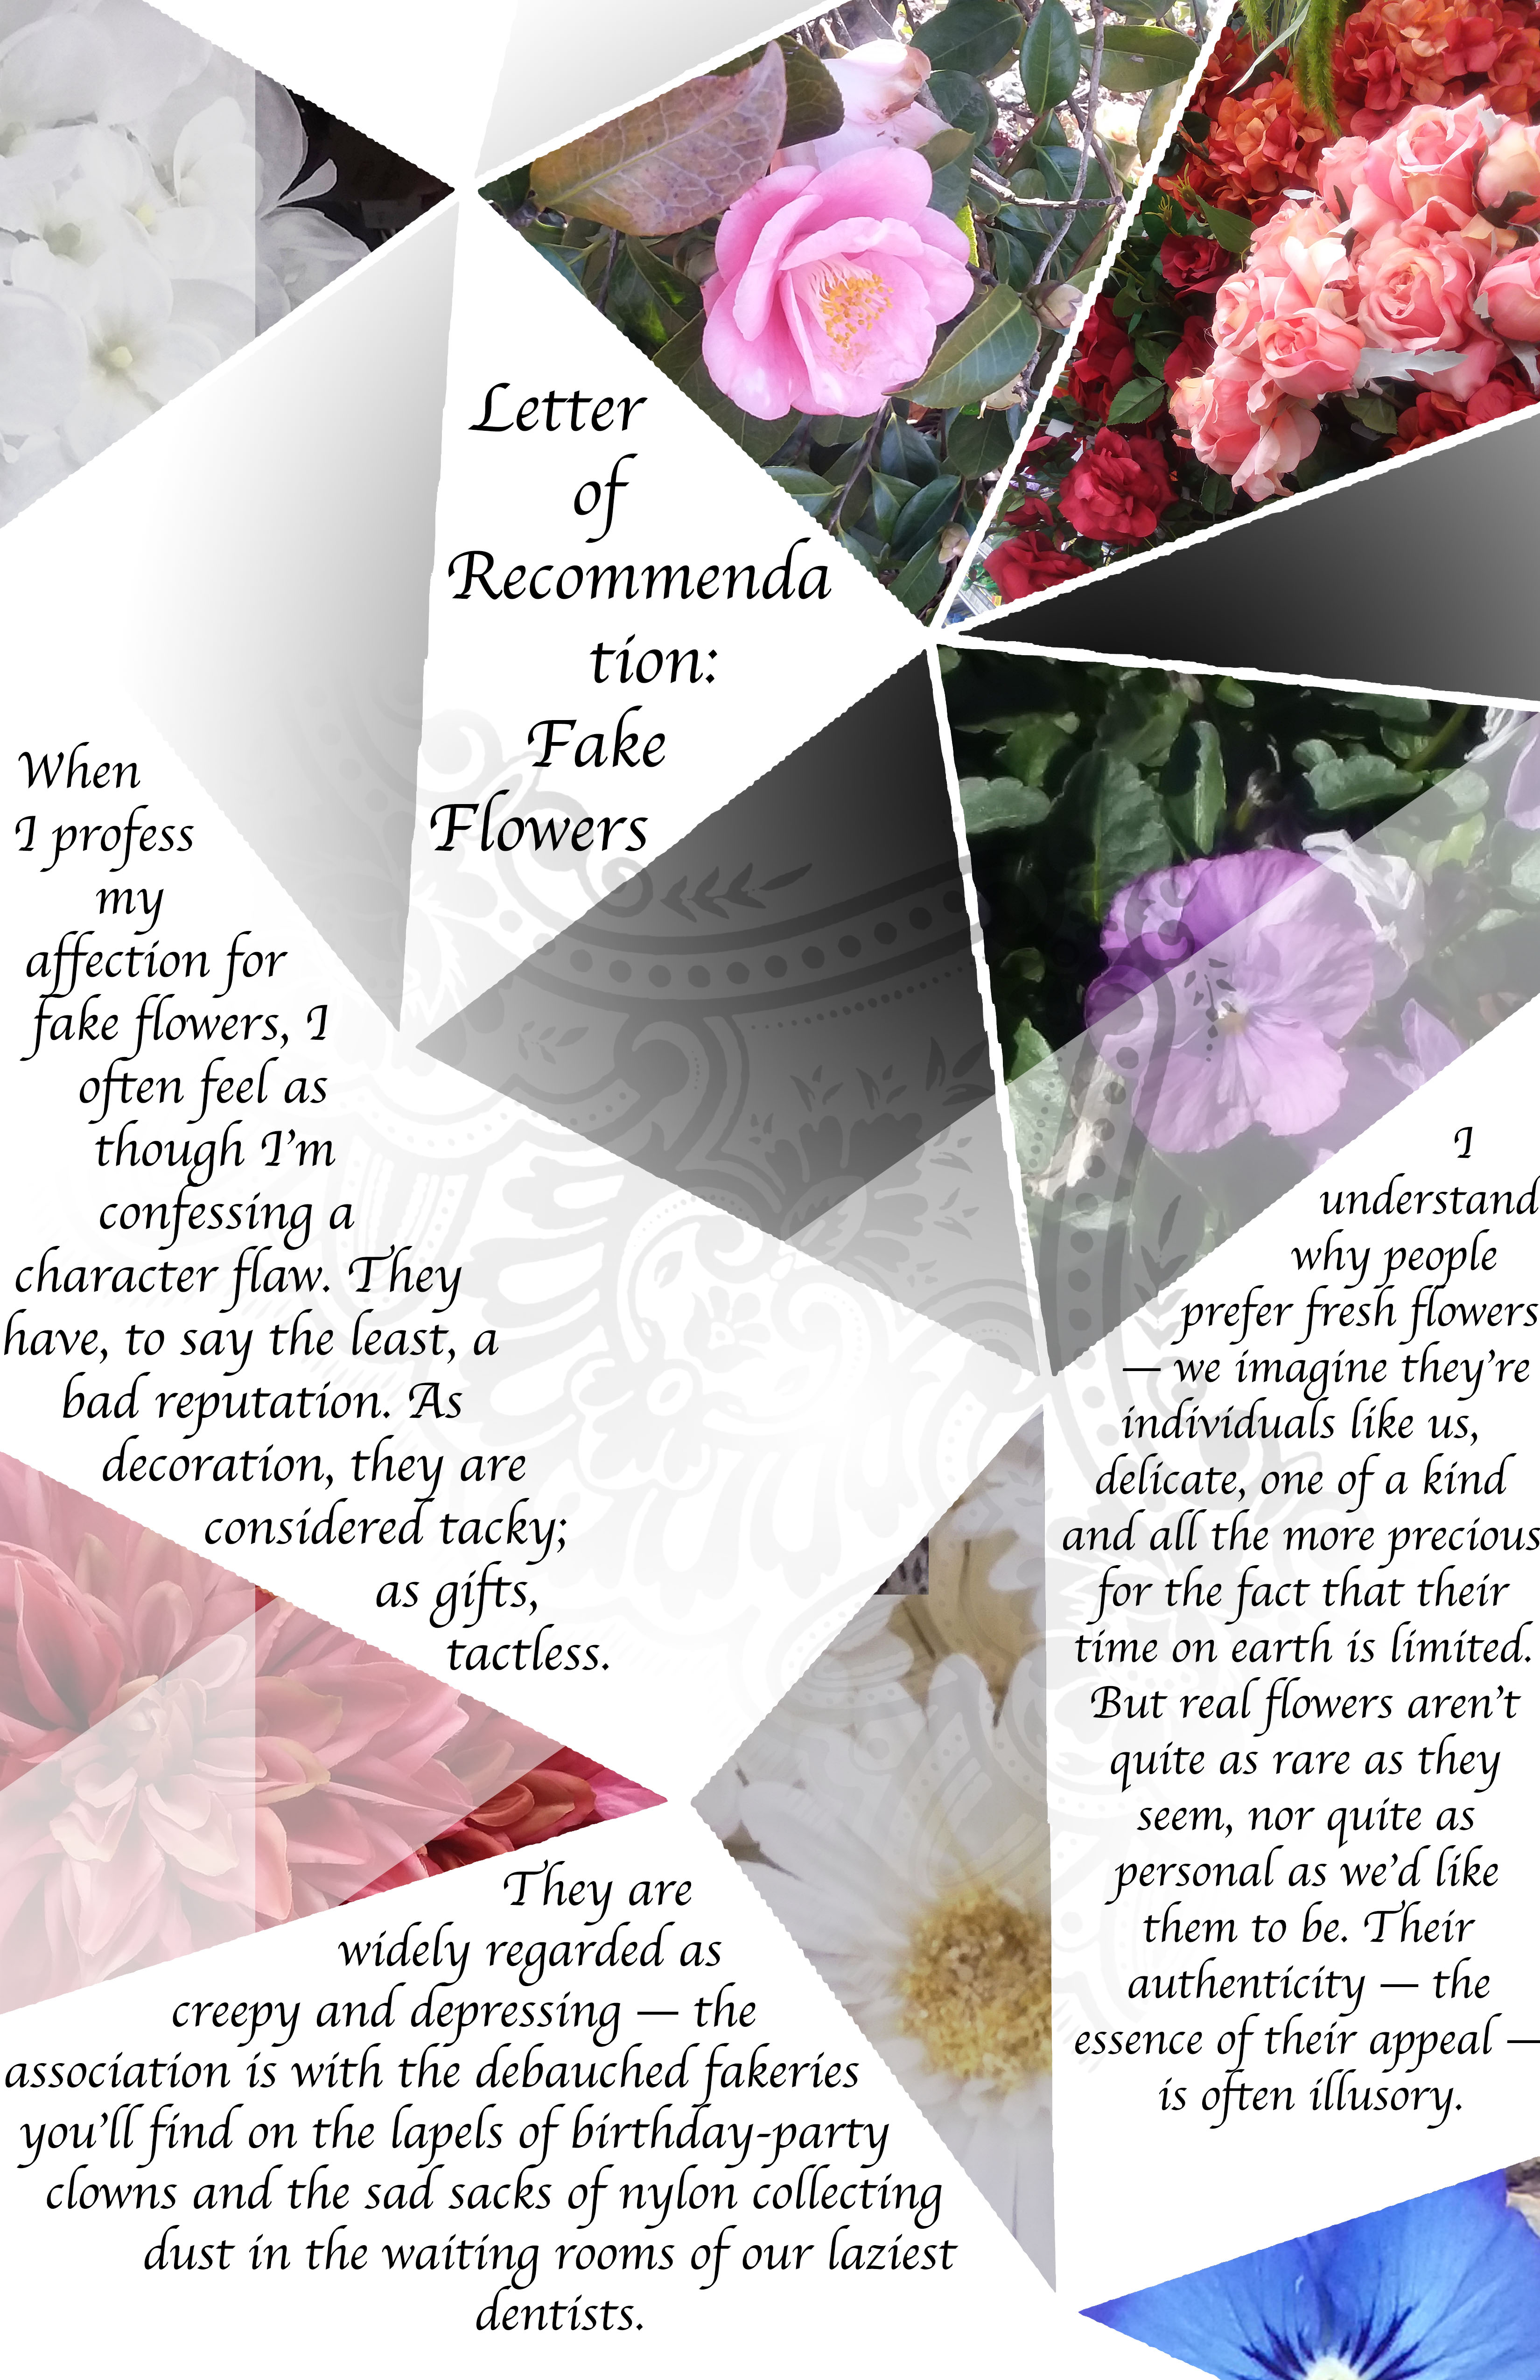 Letter
of
Recommenda
tion:
Fake
Flowers
When
I profess
my
affection for
fake flowers, I
often feel as
though I'm
confessing a
character flaw. They
have, to say the least, a
bad reputation. As
decoration, they are
considered tacky;
as gifts,
tactless.
They are
widely regarded as
creepy and depressing — the
association is with the debauched fakeries
you'll find on the lapels of birthday-party
clowns and the sad sacks of nylon collecting
dust in the waiting rooms of our laziest
dentists.
I
understand
why people
prefer fresh flowers
— we imagine they're
individuals like us,
delicate, one of a kind
and all the more precious
for the fact that their
time on earth is limited.
But real flowers aren't
quite as rare as they
seem, nor quite as
personal as we'd like
them to be. Their
authenticity — the
essence of their appeal —
is often illusory.